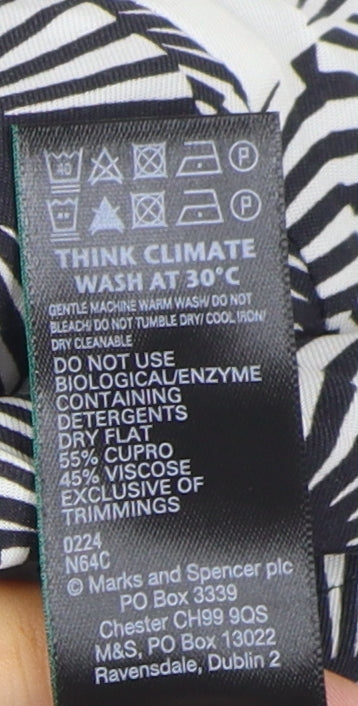 40 P
P
THINK CLIMATE
WASH AT 30°C
GENTLE MACHINE WARM WASH/ DO NOT
BLEACH/ DO NOT TUMBLE DRY/ COOL IRON/
DRY CLEANABLE
DO NOT USE
BIOLOGICAL/ENZYME
CONTAINING
DETERGENTS
DRY FLAT
55% CUPRO
45% VISCOSE
EXCLUSIVE OF
TRIMMINGS
0224
N64C
© Marks and Spencer plc
PO Box 3339
Chester CH99 9QS
M&S, PO Box 13022
Ravensdale, Dublin 2